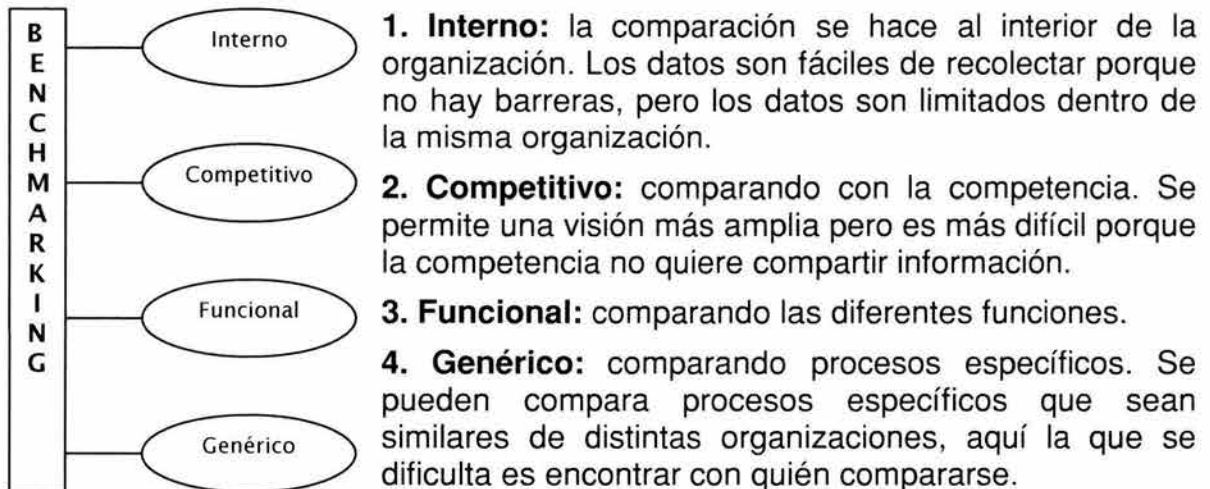 BENCHMARKING
Interno
Competitivo
Funcional
Genérico
1. Interno: la comparación se hace al interior de la
organización. Los datos son fáciles de recolectar porque
no hay barreras, pero los datos son limitados dentro de
la misma organización.
2. Competitivo: comparando con la competencia. Se
permite una visión más amplia pero es más difícil porque
la competencia no quiere compartir información.
3. Funcional: comparando las diferentes funciones.
4. Genérico: comparando procesos específicos. Se
pueden compara procesos específicos que sean
similares de distintas organizaciones, aquí la que se
dificulta es encontrar con quién compararse.